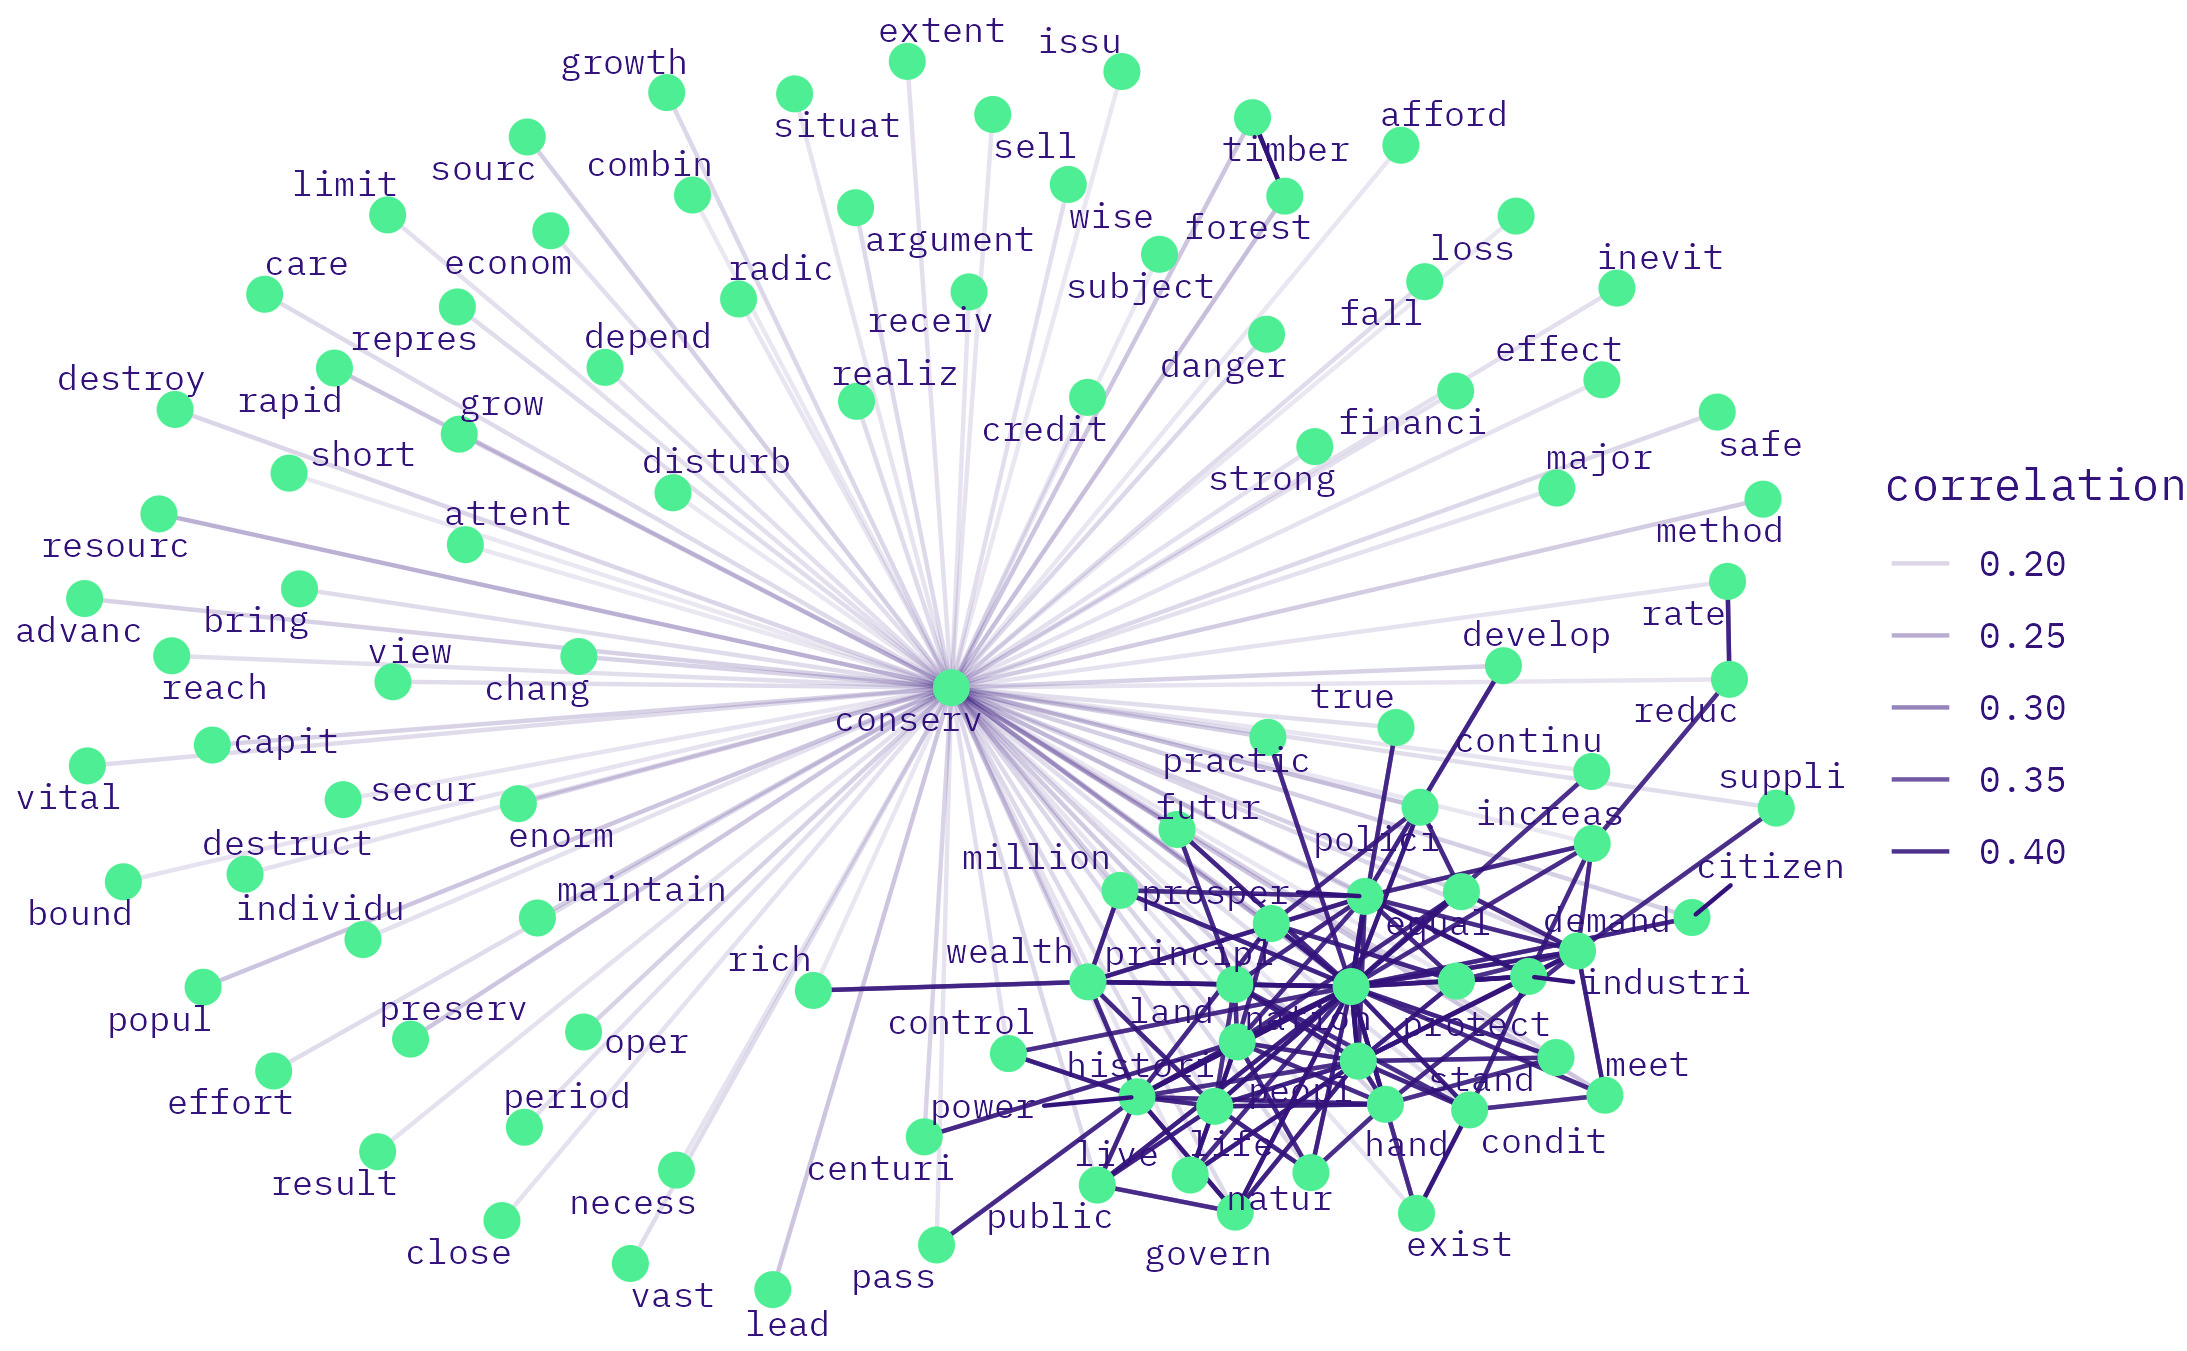 extent
issu
growth
situat
afford
sell
timber
combin
sourc
limit
wise
forest
argument
loss
inevit
econom
care
radic
subject
receiv
fall
repres
depend
effect
danger
realiz
destroy
rapid
grow
financi
credit
safe
short
major
disturb
strong
correlation
attent
method
resourc
0.20
rate
bring
advanc
develop
0.25
view
reach
chang
true
reduc
0.30
conserv
capit
continu
practic
suppli
0.35
secur
vital
futur
increas
enorm
polici
destruct
0.40
million
citizen
maintain
prosper
individu
bound
equal
demand
wealth
principl
rich
industri
preserv
land
popul
nation
control
protect
oper
histori
meet
stand
period
peopl
effort
power
life
hand
condit
live
centuri
result
necess
natur
public
close
govern
exist
pass
vast
lead